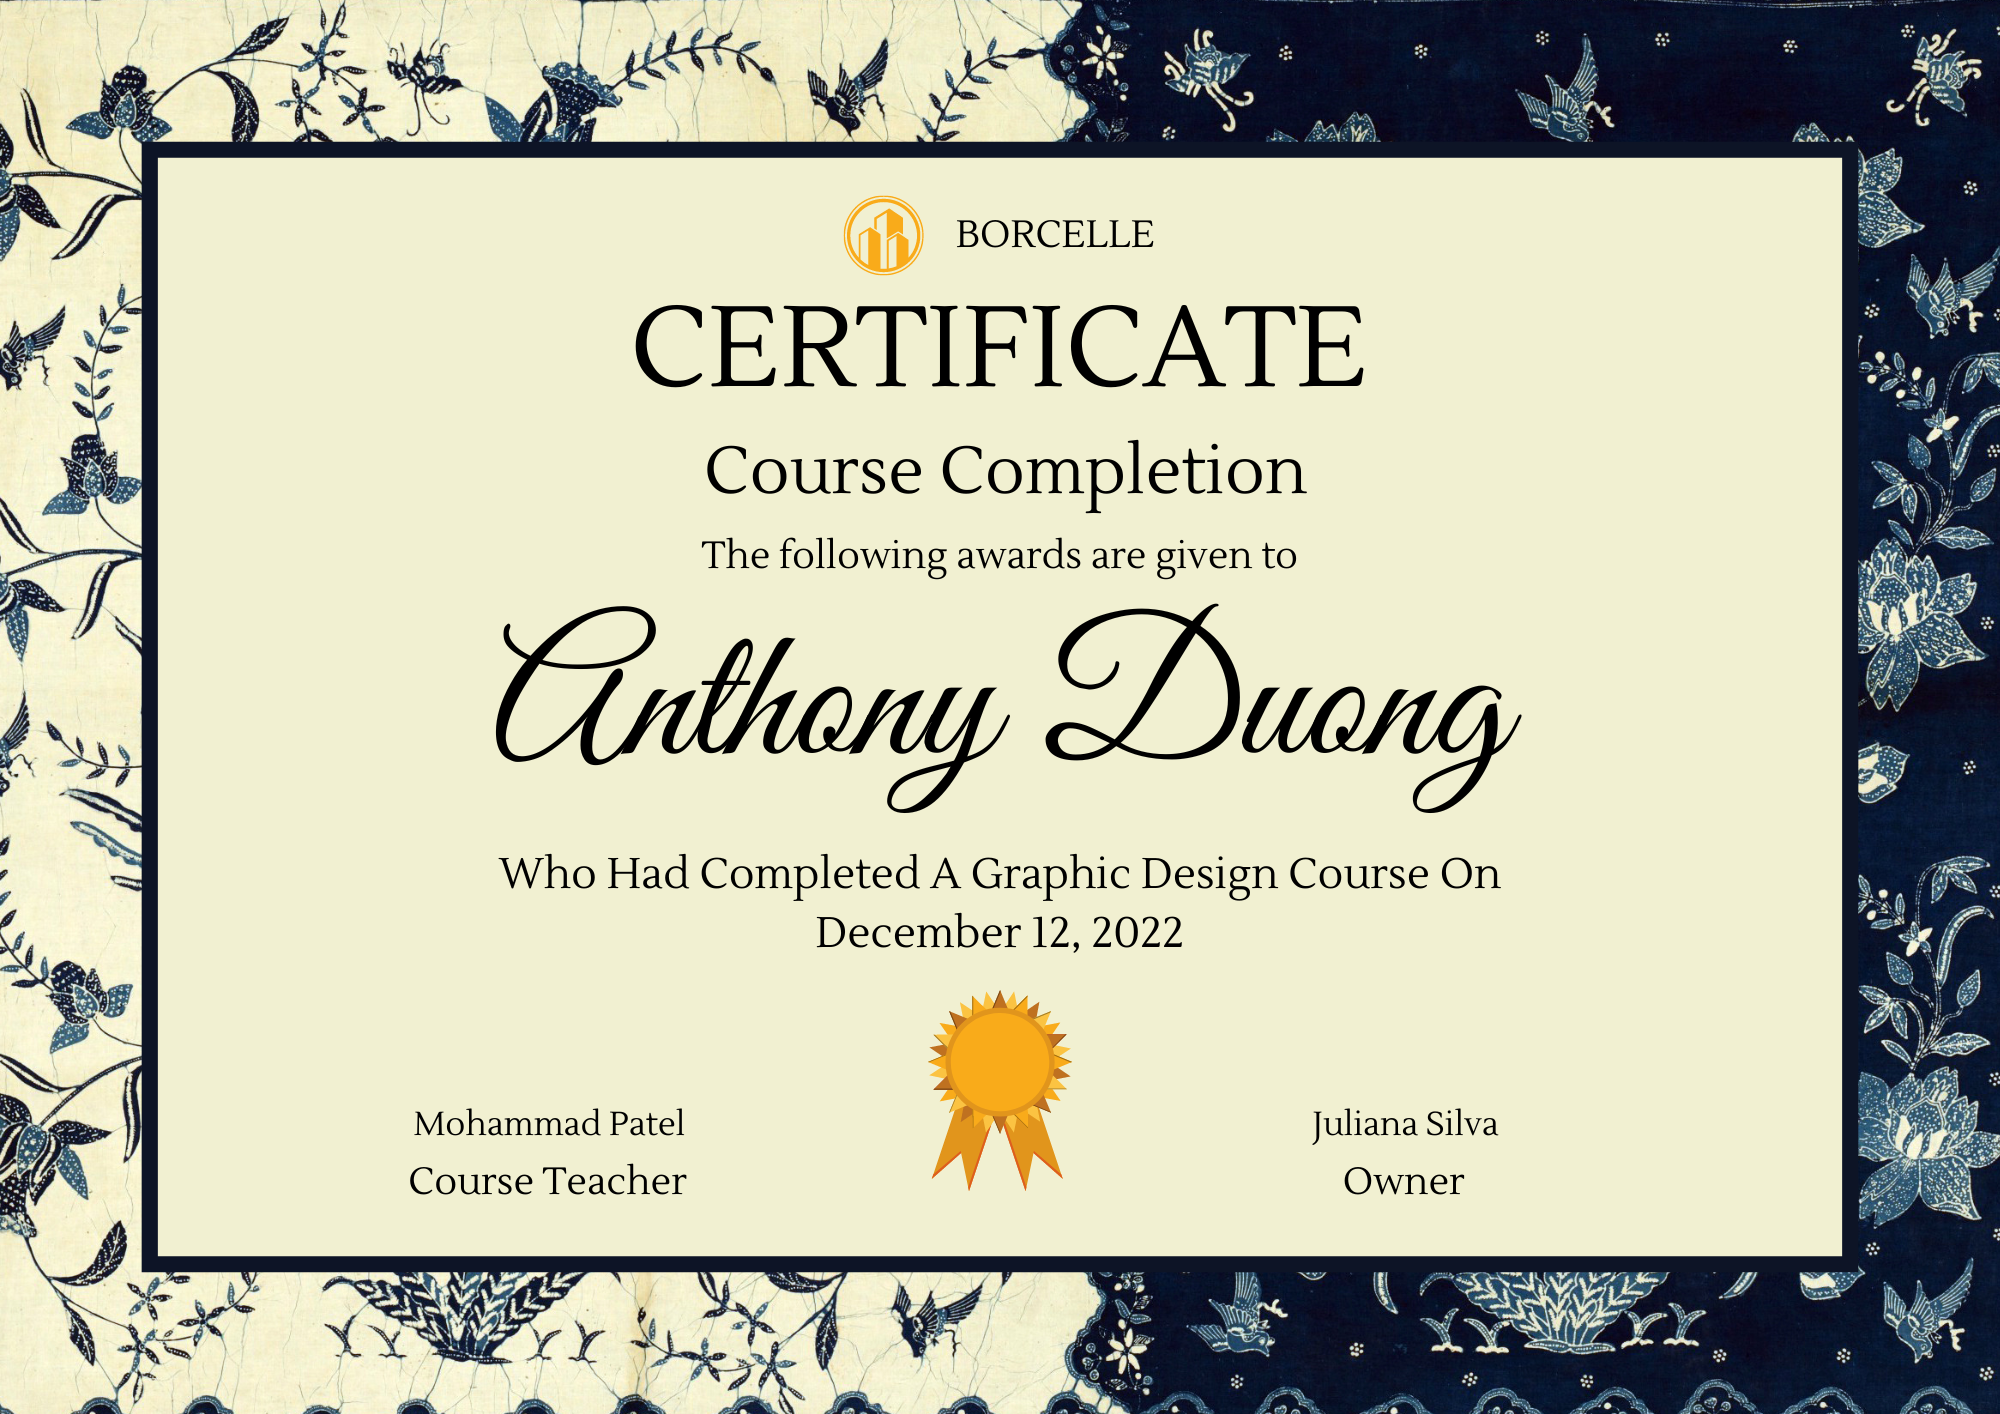 BORCELLE
CERTIFICATE
Course Completion
The following awards are given to
Anthony Duong
Who Had Completed A Graphic Design Course On
December 12, 2022
Mohammad Patel
Course Teacher
Juliana Silva
Owner